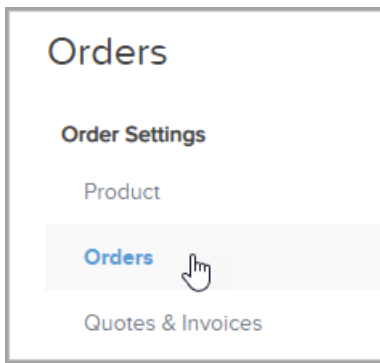 Orders
Order Settings
Product
Orders
Quotes & Invoices